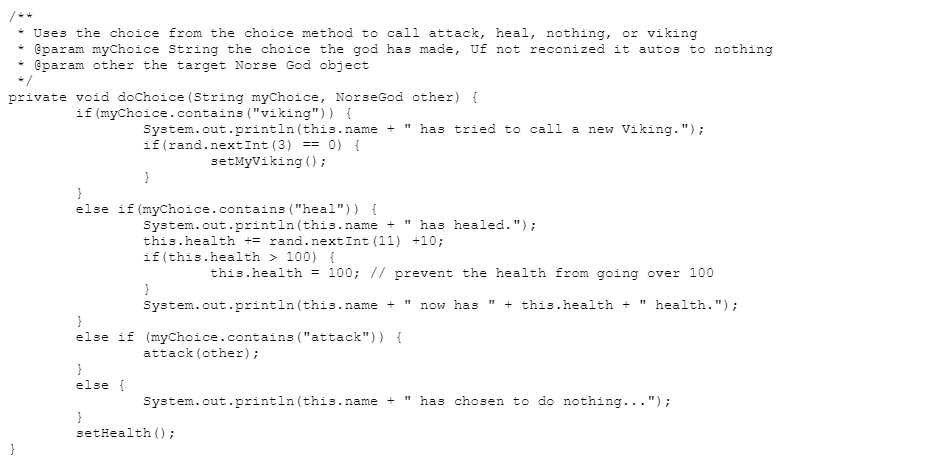 /**
 * Uses the choice from the choice method to call attack, heal, nothing, or viking
 * @param myChoice String the choice the god has made, Uf not reconized it autos to nothing
 * @param other the target Norse God object
 */
private void doChoice(String myChoice, NorseGod other) {
        if(myChoice.contains("viking")) {
                System.out.println(this.name + " has tried to call a new Viking.");
                if(rand.nextInt(3) == 0) {
                        setMyViking();
                }
        }
        else if(myChoice.contains("heal")) {
                System.out.println(this.name + " has healed.");
                this.health += rand.nextInt(11) +10;
                if(this.health > 100) {
                        this.health = 100; // prevent the health from going over 100
                }
                System.out.println(this.name + " now has " + this.health + " health.");
        }
        else if (myChoice.contains("attack")) {
                attack(other);
        }
        else {
                System.out.println(this.name + " has chosen to do nothing...");
        }
        setHealth();
}